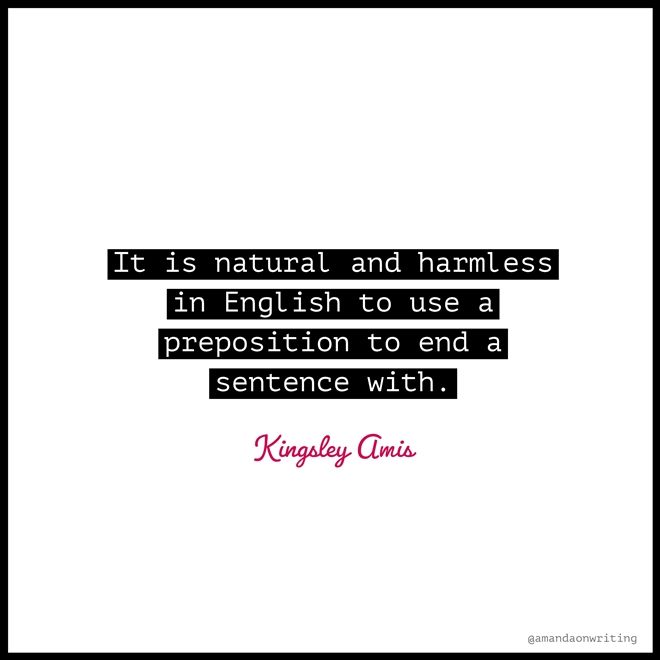 It is natural and harmless
in English to use a
preposition to end a
sentence with.
Kingsley Amis
@amandaonwriting